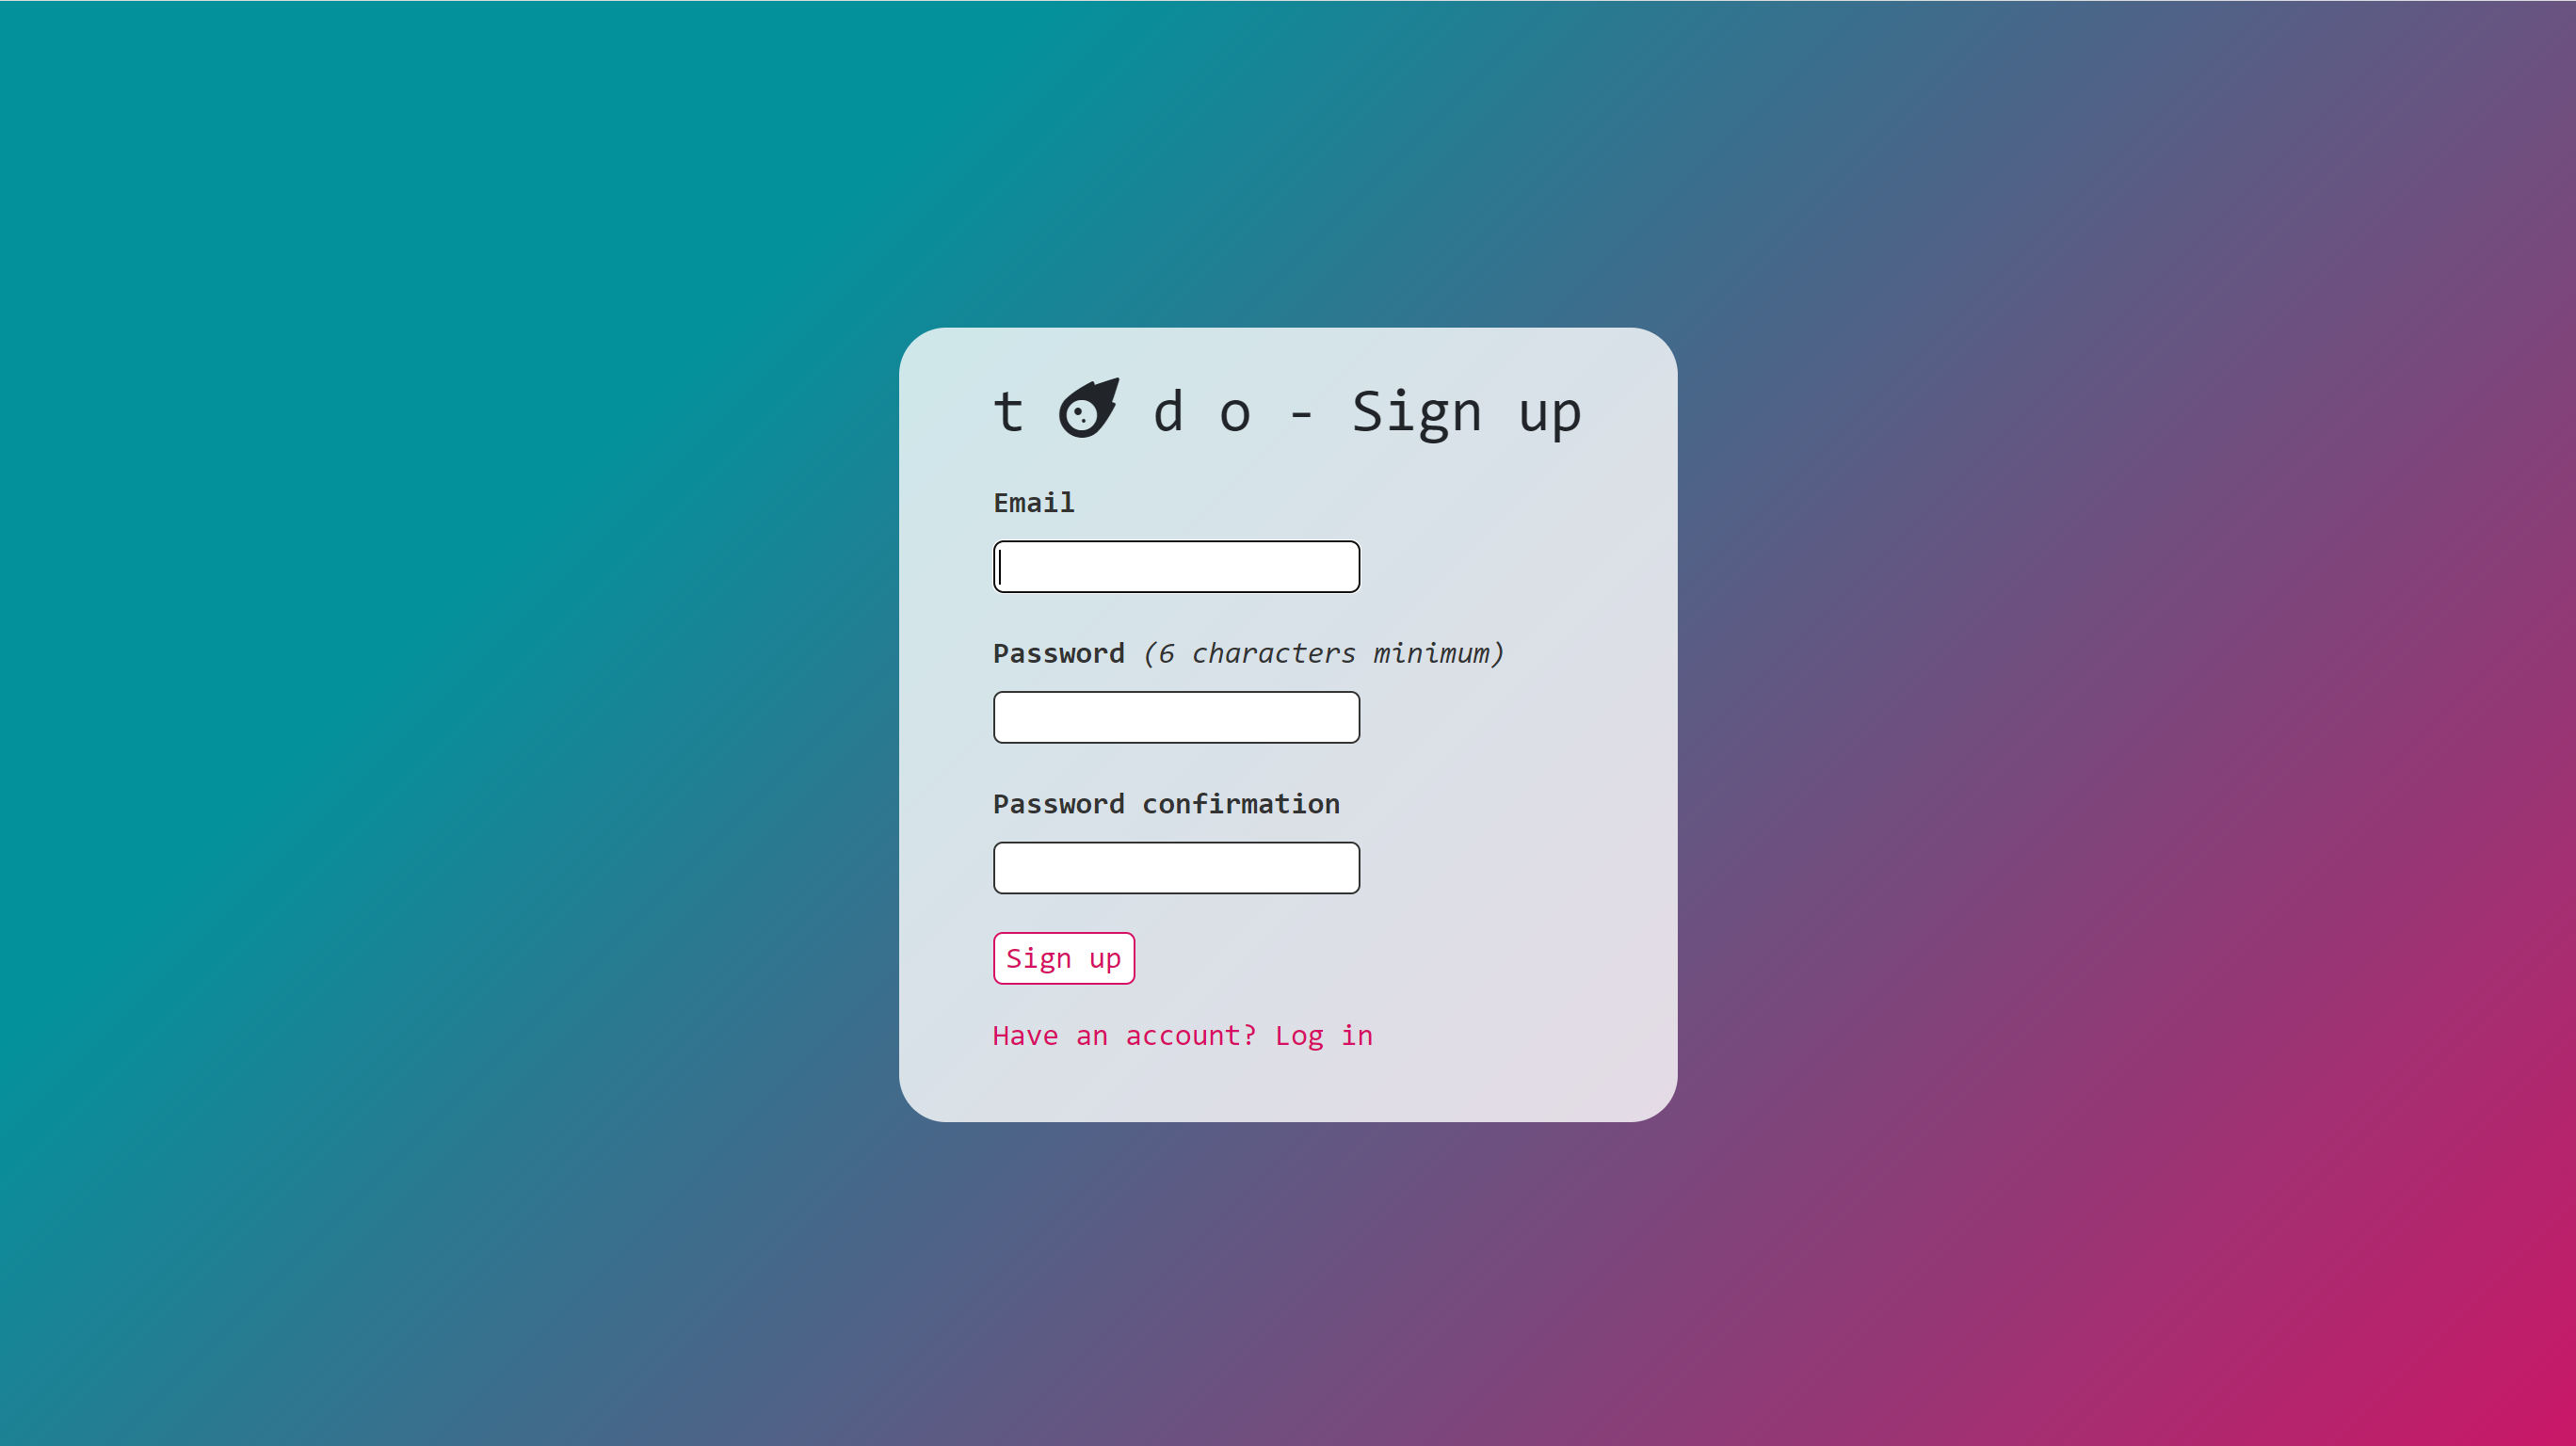 t d o - Sign up
Email
Password (6 characters minimum)
Password confirmation
Sign up
Have an account? Log in